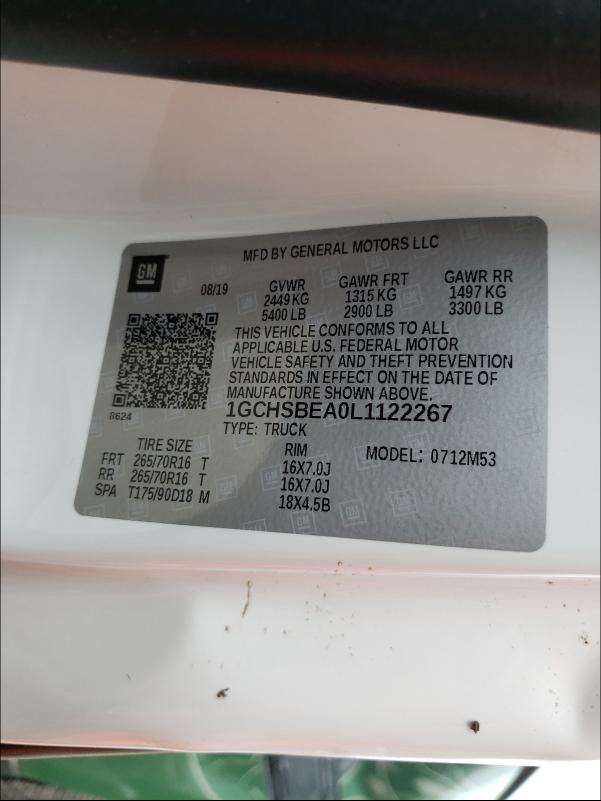 MFD BY GENERAL MOTORS LLC
GM
08/19 GVWR GAWR FRT GAWR RR
2449 KG 1315 KG 1497 KG
5400 LB 2900 LB 3300 LB
THIS VEHICLE CONFORMS TO ALL
APPLICABLE U.S. FEDERAL MOTOR
VEHICLE SAFETY AND THEFT PREVENTION
STANDARDS IN EFFECT ON THE DATE OF
MANUFACTURE SHOWN ABOVE.
8624
1GCHSBEA0L1122267
TYPE: TRUCK
TIRE SIZE RIM MODEL: 0712M53
FRT 265/70R16 T 16X7.0J
RR 265/70R16 T 16X7.0J
SPA T175/90D18 M 18X4.5B